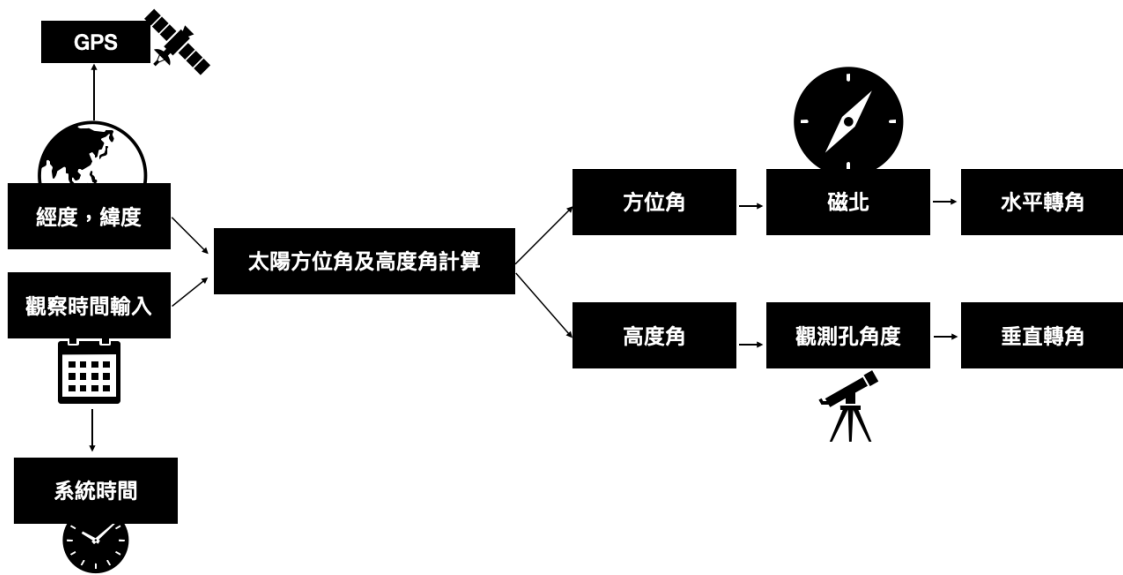 GPS
經度，緯度
觀察時間輸入
系統時間
太陽方位角及高度角計算
方位角
磁北
水平轉角
高度角
觀測孔角度
垂直轉角